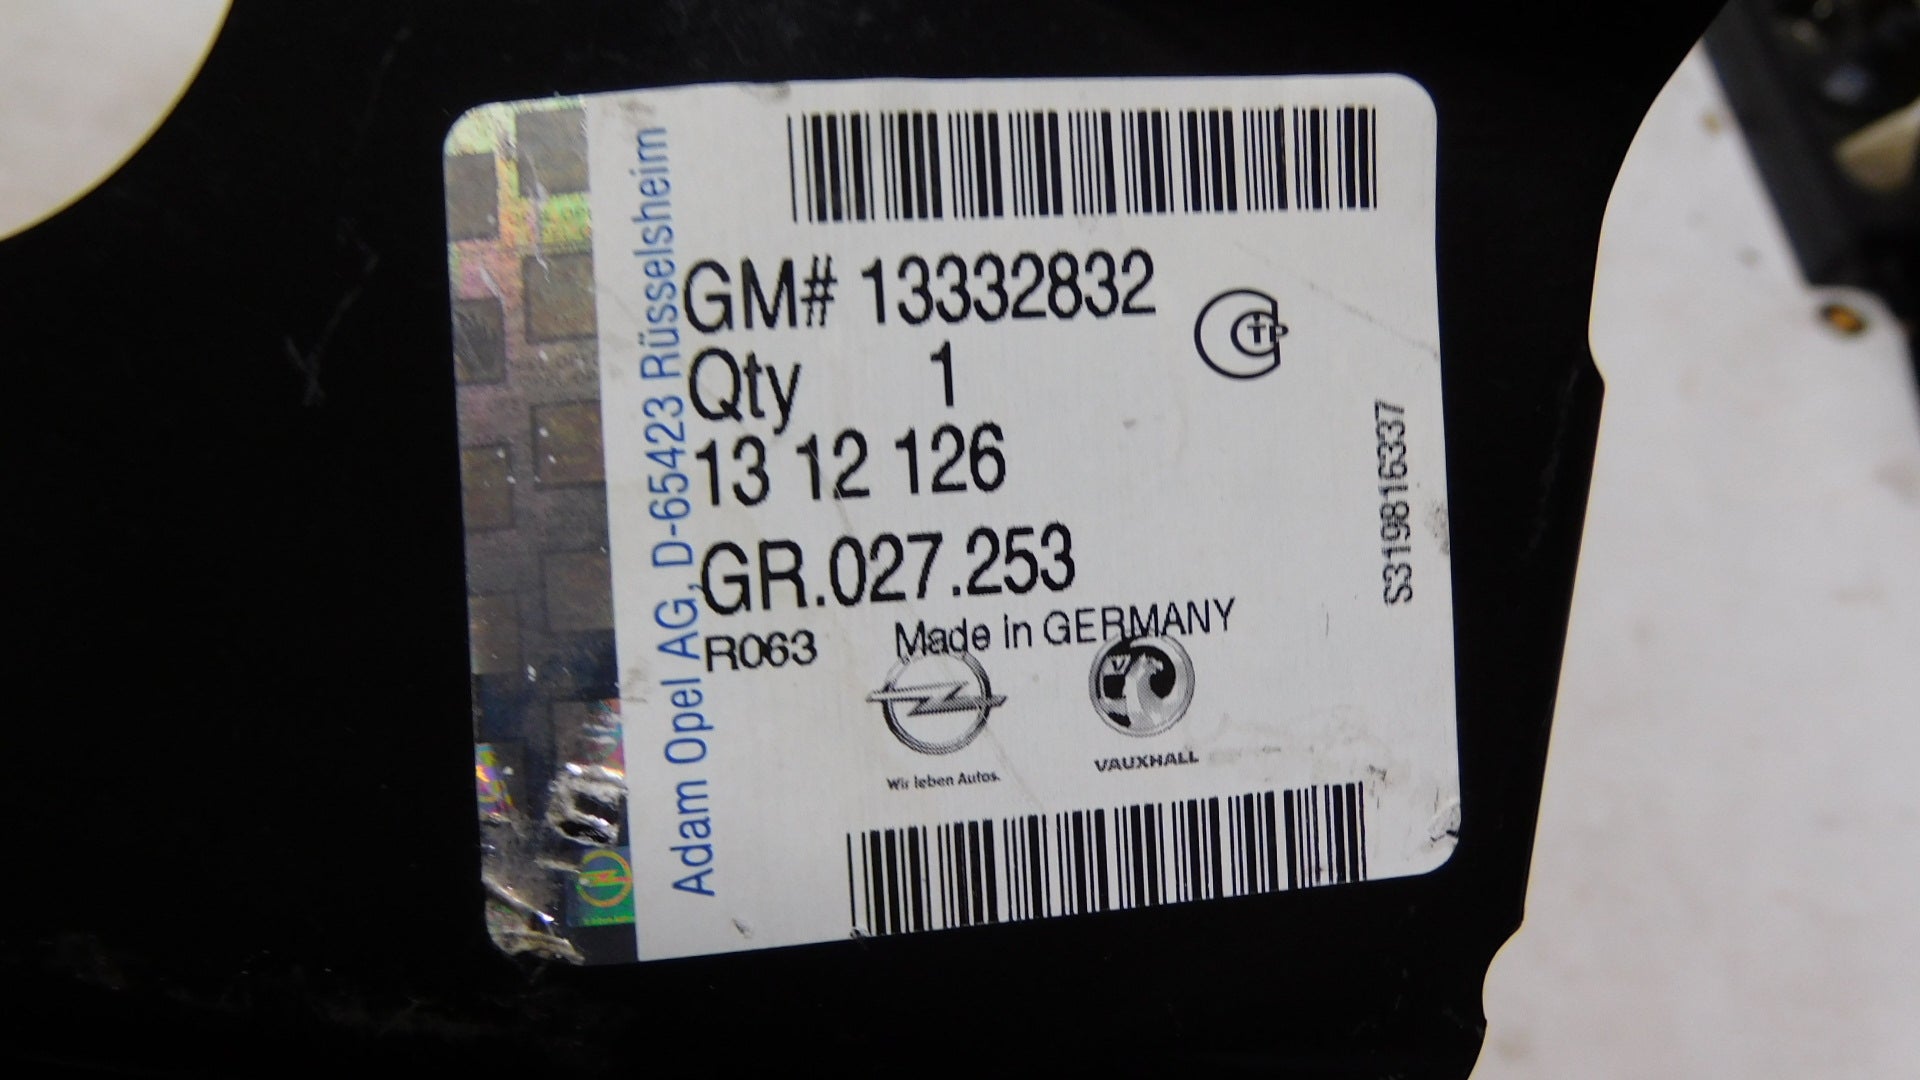 GM# 13332832
Qty 1
13 12 126
GR.027.253
R063 Made in GERMANY
Wir leben Autos.
VAUXHALL
Adam Opel AG, D-65423 Rüsselsheim
S319816337